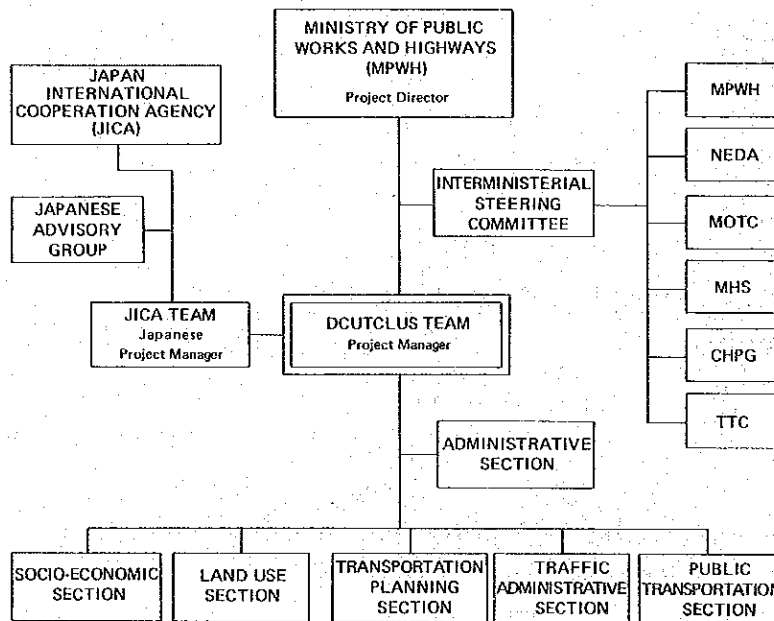 MINISTRY OF PUBLIC
WORKS AND HIGHWAYS
(MPWH)
Project Director
JAPAN
INTERNATIONAL
COOPERATION AGENCY
(JICA)
JAPANESE
ADVISORY
GROUP
INTERMINISTERIAL
STEERING
COMMITTEE
MPWH
NEDA
MOTC
MHS
CHPG
TTC
JICA TEAM
Japanese
Project Manager
DCUTCLUS TEAM
Project Manager
ADMINISTRATIVE
SECTION
SOCIO-ECONOMIC
SECTION
LAND USE
SECTION
TRANSPORTATION
PLANNING
SECTION
TRAFFIC
ADMINISTRATIVE
SECTION
PUBLIC
TRANSPORTATION
SECTION